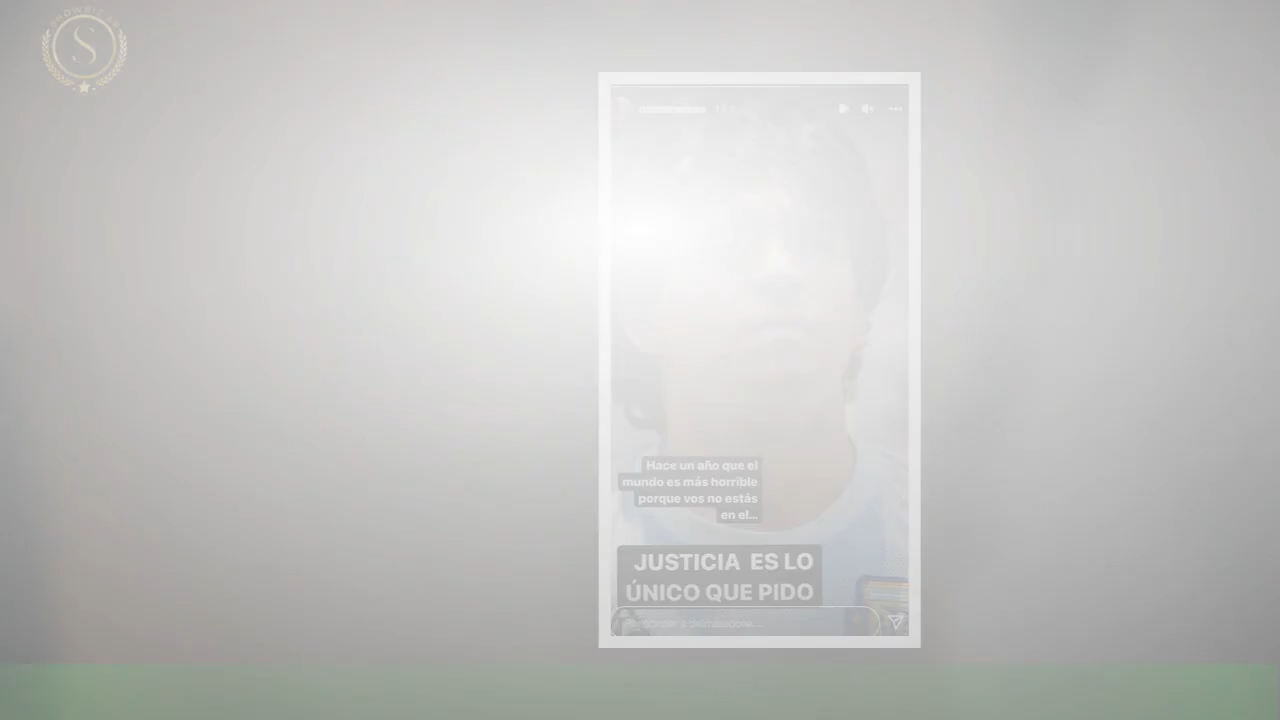 S
Hace un año que el
mundo es más horrible
porque vos no estás
en el...
JUSTICIA ES LO
ÚNICO QUE PIDO